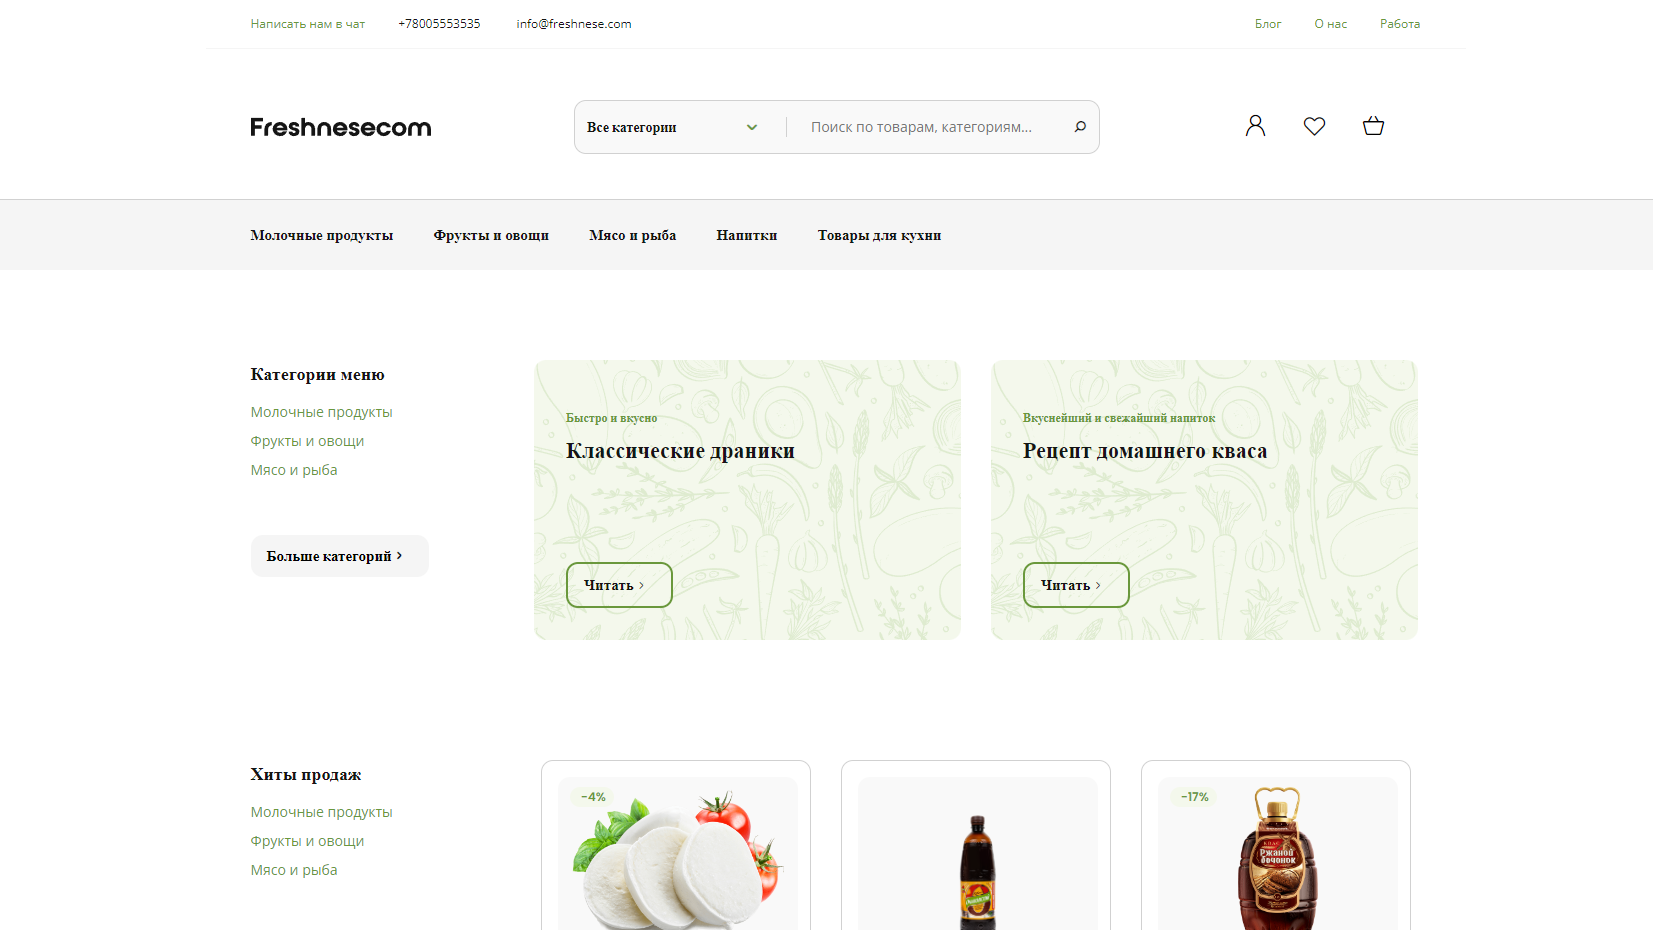 Написать нам в чат +78005553535 info@freshnese.com Блог О нас Работа
Freshnesecom
Все категории Поиск по товарам, категориям...
Молочные продукты Фрукты и овощи Мясо и рыба Напитки Товары для кухни
Категории меню
Молочные продукты
Фрукты и овощи
Мясо и рыба
Больше категорий
Быстро и вкусно
Классические драники
Читать
Вкуснейший и свежайший напиток
Рецепт домашнего кваса
Читать
Хиты продаж
Молочные продукты
Фрукты и овощи
Мясо и рыба
-4%
-17%
КВАС
Ржаной
бочонок